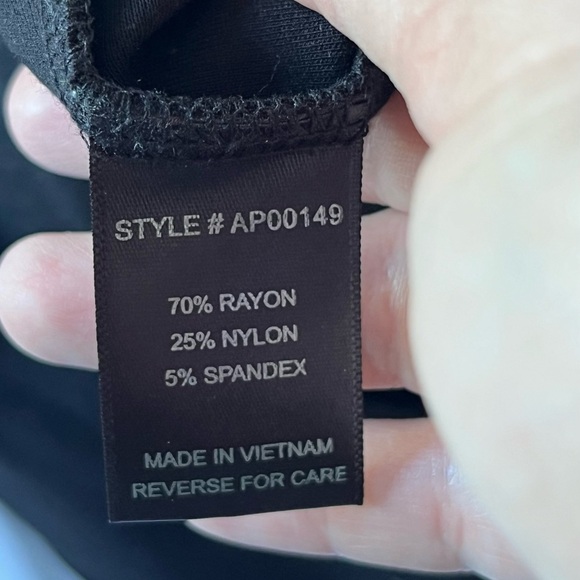 STYLE # AP00149
70% RAYON
25% NYLON
5% SPANDEX
MADE IN VIETNAM
REVERSE FOR CARE